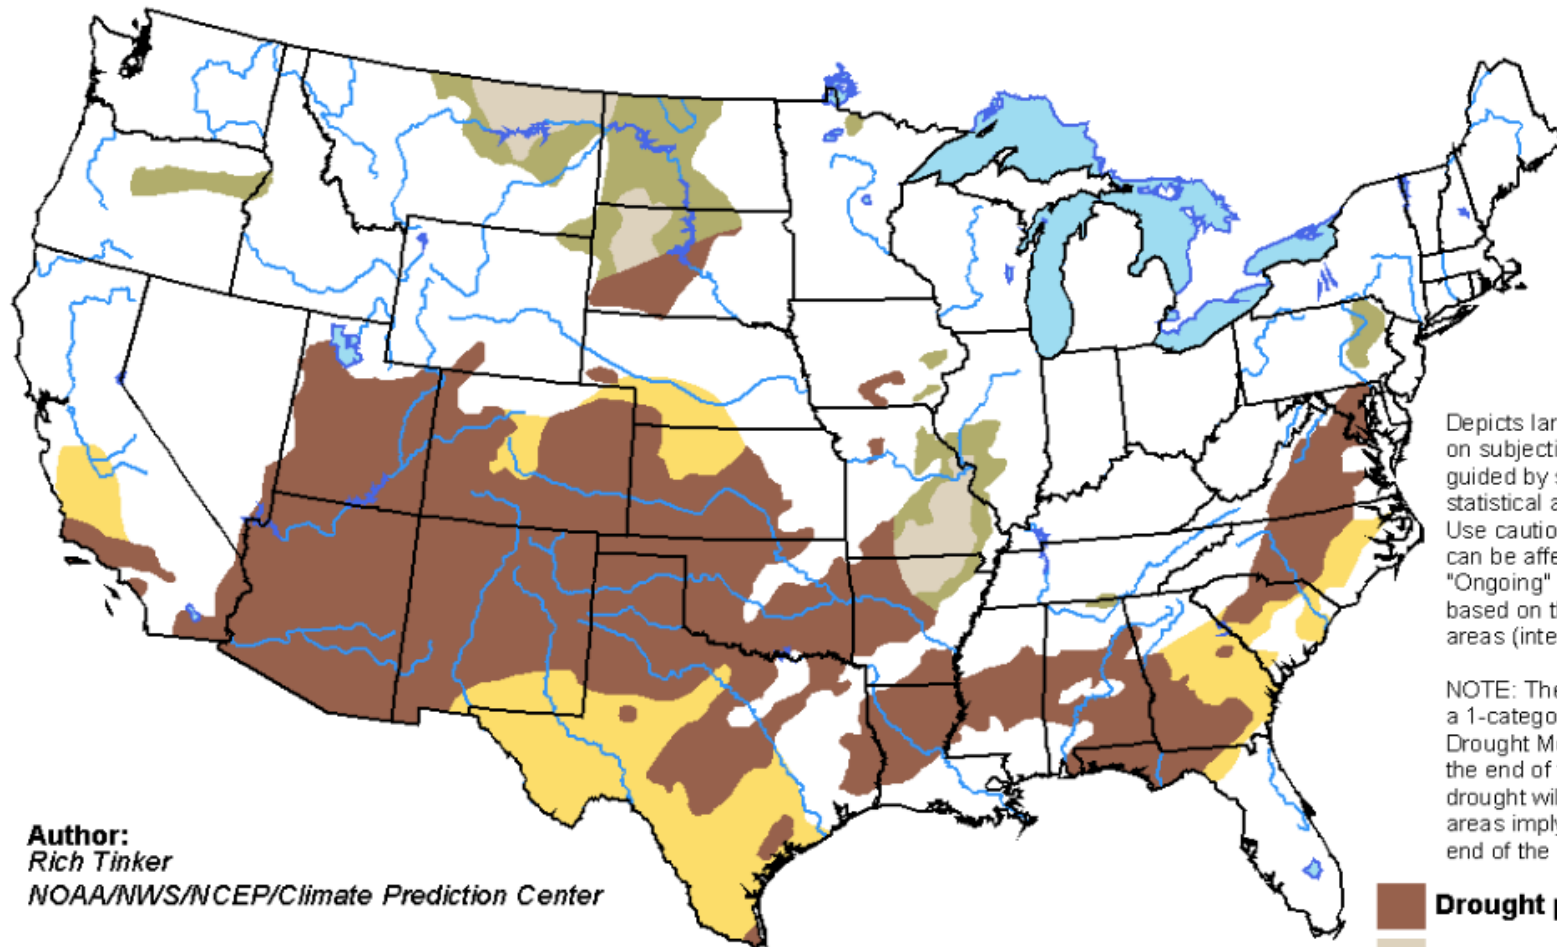 Depicts lar
on subjecti
guided by s
statistical a
Use cautio
can be affe
"Ongoing"
based on th
areas (inte
NOTE: The
a 1-catego
Drought M
the end of
drought wil
areas imply
end of the
Author:
Rich Tinker
NOAA/NWS/NCEP/Climate Prediction Center
Drought p